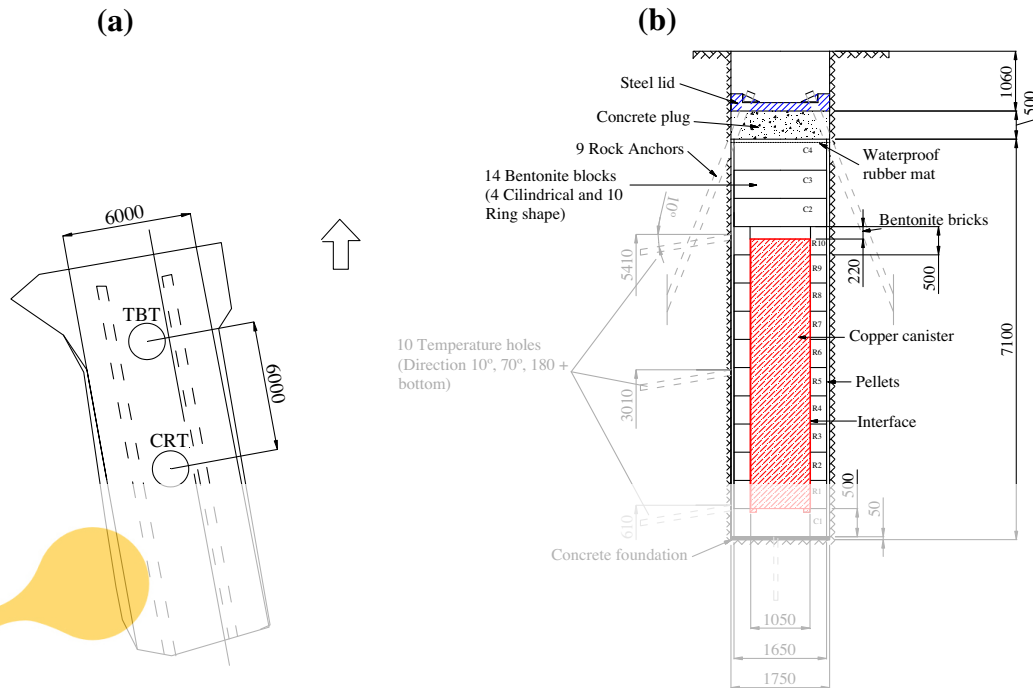 (a)
(b)
6000
TBT
6000
CRT
Steel lid
Concrete plug
9 Rock Anchors
14 Bentonite blocks
(4 Cilindrical and 10
Ring shape)
10º
5410
10 Temperature holes
(Direction 10º, 70º, 180 +
bottom)
3010
610
Concrete foundation
1060
500
C4
Waterproof
rubber mat
C3
C2
Bentonite bricks
R10
220
500
R9
R8
R7
Copper canister
7100
R6
R5
Pellets
R4
Interface
R3
R2
R1
500
50
C1
1050
1650
1750